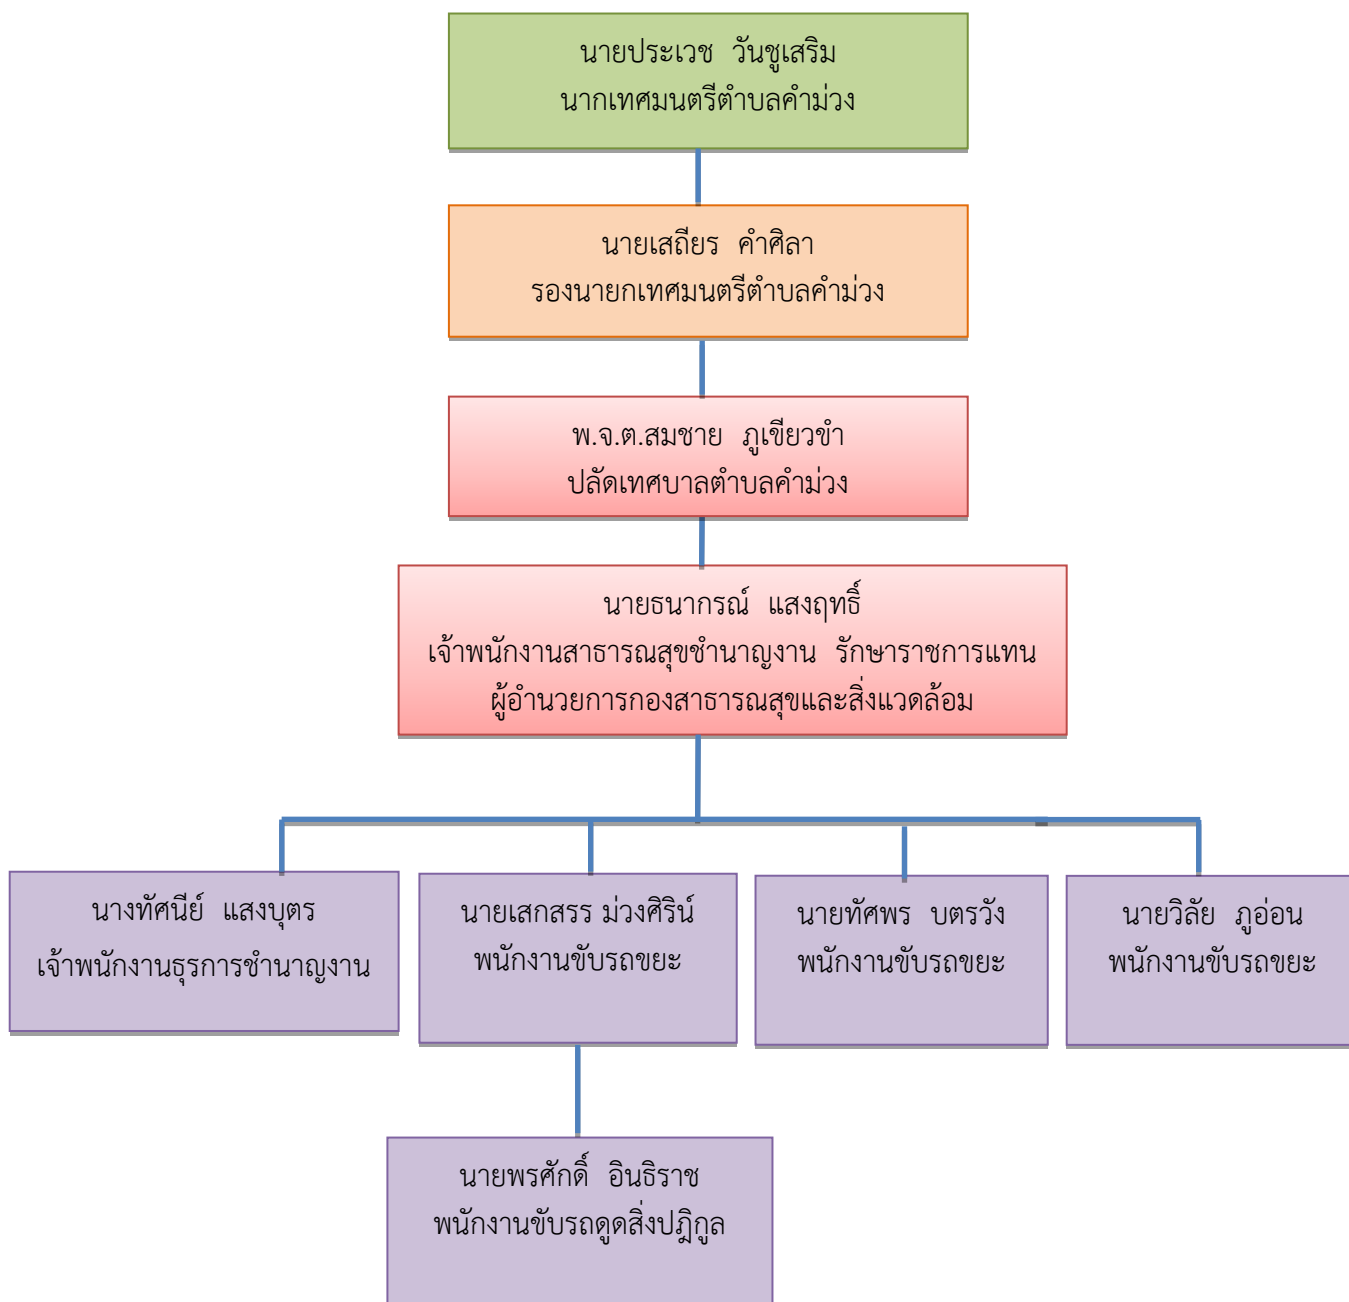 นายประเวช วันชูเสริม
นากเทศมนตรีตำบลคำม่วง
นายเสถียร คำศิลา
รองนายกเทศมนตรีตำบลคำม่วง
พ.จ.ต.สมชาย ภูเขียวขำ
ปลัดเทศบาลตำบลคำม่วง
นายธนากรณ์ แสงฤทธิ์
เจ้าพนักงานสาธารณสุขชำนาญงาน รักษาราชการแทน
ผู้อำนวยการกองสาธารณสุขและสิ่งแวดล้อม
นางทัศนีย์ แสงบุตร
เจ้าพนักงานธุรการชำนาญงาน
นายเสกสรร ม่วงศิริน์
พนักงานขับรถขยะ
นายทัศพร บตรวัง
พนักงานขับรถขยะ
นายวิลัย ภูอ่อน
พนักงานขับรถขยะ
นายพรศักดิ์ อินธิราช
พนักงานขับรถดูดสิ่งปฎิกูล